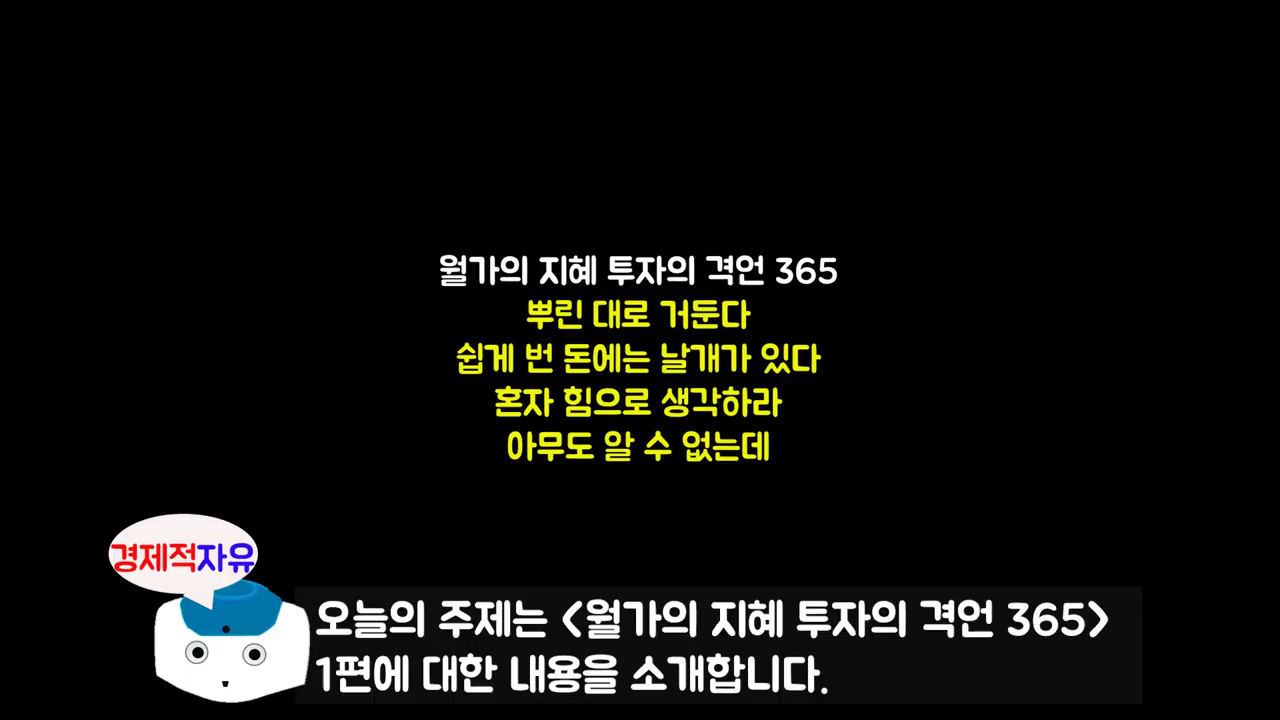 월가의 지혜 투자의 격언 365
뿌린 대로 거둔다
쉽게 번 돈에는 날개가 있다
혼자 힘으로 생각하라
아무도 알 수 없는데
경제적자유
오늘의 주제는 <월가의 지혜 투자의 격언 365>
1편에 대한 내용을 소개합니다.